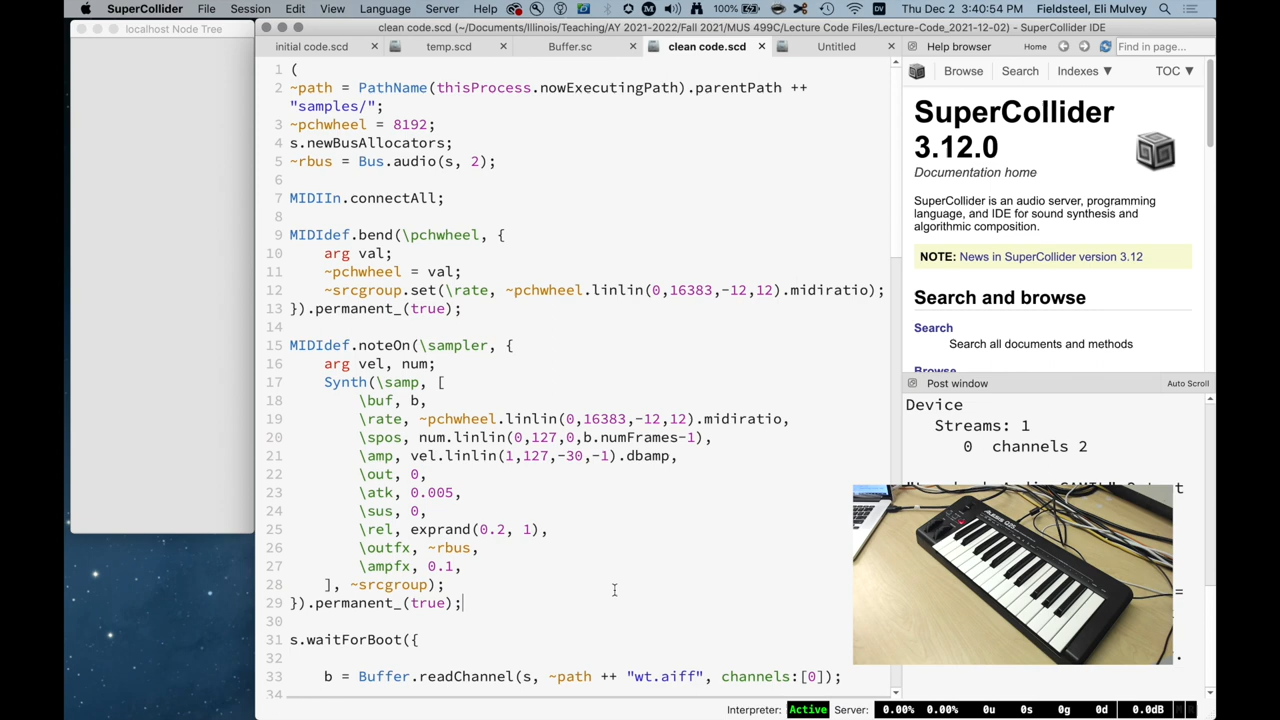 SuperCollider File Session Edit View Language Server Help 100% Thu Dec 2 3:40:54 PM Fieldsteel, Eli Mulvey
localhost Node Tree
clean code.scd (~/Documents/Illinois/Teaching/AY 2021-2022/Fall 2021/MUS 499C/Lecture Code Files/Lecture-Code_2021-12-02) - SuperCollider IDE
initial code.scd temp.scd Buffer.sc clean code.scd Untitled
Help browser Home Find in page...
Browse Search Indexes ▼ TOC ▼
1 (
2 ~path = PathName(thisProcess.nowExecutingPath).parentPath ++
"samples/";
3 ~pchwheel = 8192;
4 s.newBusAllocators;
5 ~rbus = Bus.audio(s, 2);
6
7 MIDIIn.connectAll;
8
9 MIDIdef.bend(\pchwheel, {
10 arg val;
11 ~pchwheel = val;
12 ~srcgroup.set(\rate, ~pchwheel.linlin(0,16383,-12,12).midiratio);
13 }).permanent_(true);
14
15 MIDIdef.noteOn(\sampler, {
16 arg vel, num;
17 Synth(\samp, [
18 \buf, b,
19 \rate, ~pchwheel.linlin(0,16383,-12,12).midiratio,
20 \spos, num.linlin(0,127,0,b.numFrames-1),
21 \amp, vel.linlin(1,127,-30,-1).dbamp,
22 \out, 0,
23 \atk, 0.005,
24 \sus, 0,
25 \rel, exprand(0.2, 1),
26 \outfx, ~rbus,
27 \ampfx, 0.1,
28 ], ~srcgroup);
29 }).permanent_(true);
30
31 s.waitForBoot({
32
33 b = Buffer.readChannel(s, ~path ++ "wt.aiff", channels:[0]);
34
SuperCollider
3.12.0
Documentation home
SuperCollider is an audio server, programming
language, and IDE for sound synthesis and
algorithmic composition.
NOTE: News in SuperCollider version 3.12
Search and browse
Search
Search all documents and methods
Browse
Post window Auto Scroll
Device
Streams: 1
0 channels 2
Interpreter: Active Server: 0.00% 0.00% 0u 0s 0g 0d 0.0dB M R